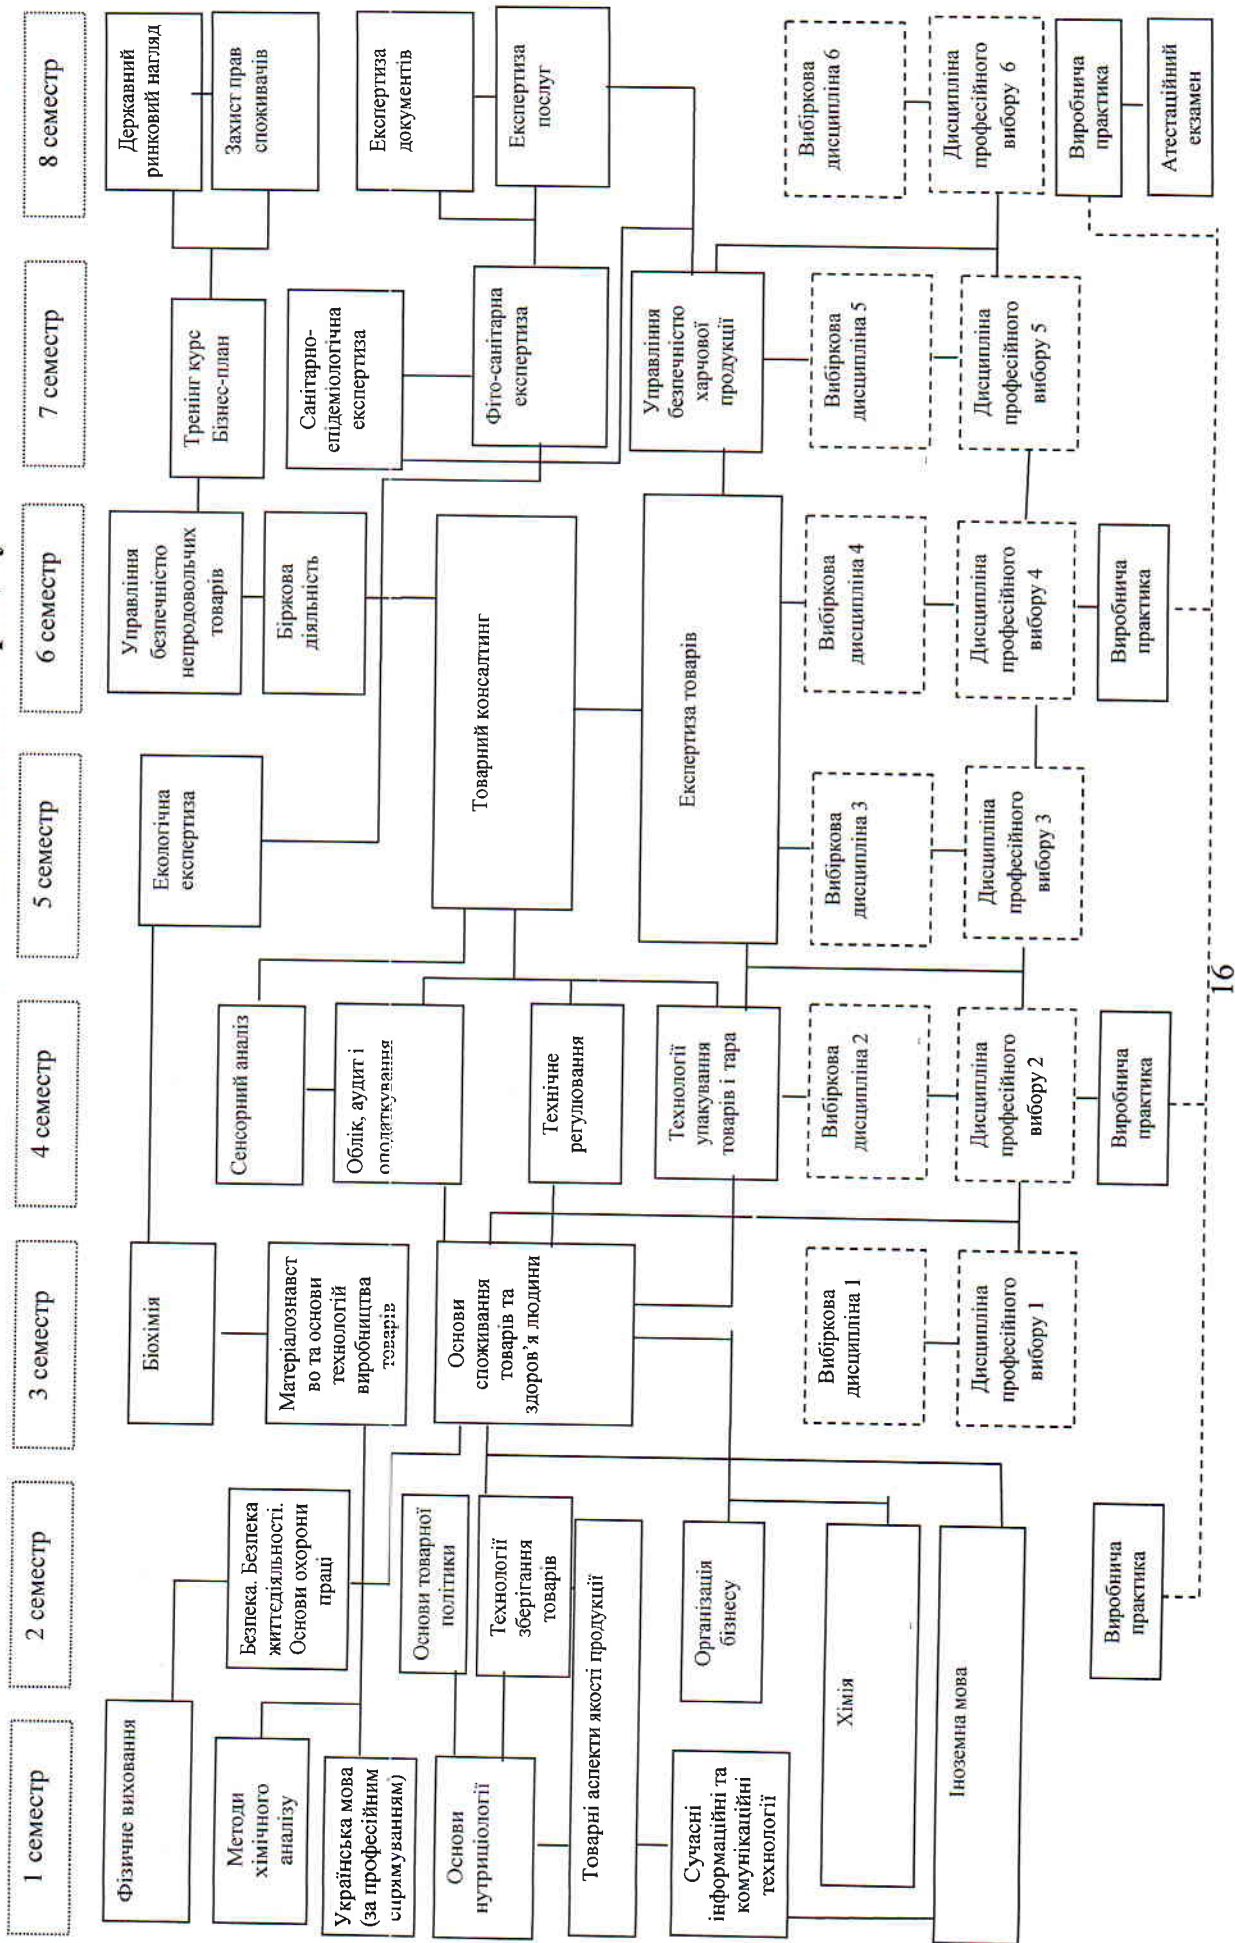 1 семестр
2 семестр
3 семестр
4 семестр
5 семестр
6 семестр
7 семестр
8 семестр
Фізичне виховання
Методи
хімічного
аналізу
Українська мова
(за професійним
спрямуванням)
Основи
нутриціології
Товарні аспекти якості продукції
Сучасні
інформаційні та
комунікаційні
технології
Хімія
Іноземна мова
Безпека. Безпека
життєдіяльності.
Основи охорони
праці
Основи товарної
політики
Технології
зберігання
товарів
Організація
бізнесу
Виробнича
практика
Біохімія
Матеріалознавст
во та основи
технологій
виробництва
товарів
Основи
споживання
товарів та
здоров'я людини
Вибіркова
дисципліна 1
Дисципліна
професійного
вибору 1
Сенсорний аналіз
Облік, аудит і
оподаткування
Технічне
регулювання
Технології
упакування
товарів і тара
Вибіркова
дисципліна 2
Дисципліна
професійного
вибору 2
Виробнича
практика
Екологічна
експертиза
Товарний консалтинг
Експертиза товарів
Вибіркова
дисципліна 3
Дисципліна
професійного
вибору 3
Управління
безпечністю
непродовольчих
товарів
Біржова
діяльність
Вибіркова
дисципліна 4
Дисципліна
професійного
вибору 4
Виробнича
практика
Тренінг курс
Бізнес-план
Санітарно-
епідеміологічна
експертиза
Фіто-санітарна
експертиза
Управління
безпечністю
харчової
продукції
Вибіркова
дисципліна 5
Дисципліна
професійного
вибору 5
Державний
ринковий нагляд
Захист прав
споживачів
Експертиза
документів
Експертиза
послуг
Вибіркова
дисципліна 6
Дисципліна
професійного
вибору 6
Виробнича
практика
Атестаційний
екзамен
16